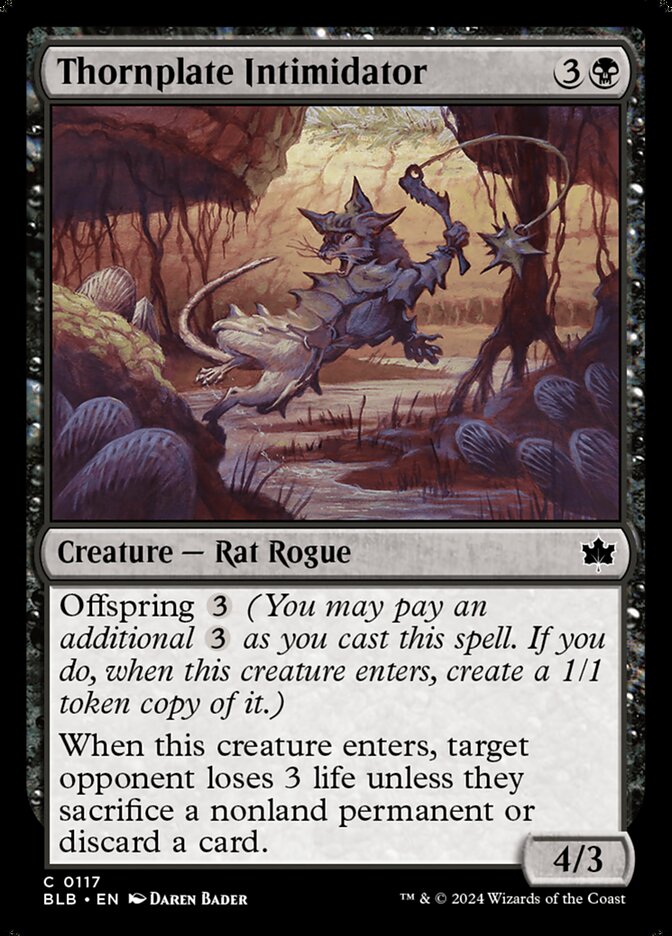 Thornplate Intimidator 3
Creature — Rat Rogue
Offspring 3 (You may pay an
additional 3 as you cast this spell. If you
do, when this creature enters, create a 1/1
token copy of it.)
When this creature enters, target
opponent loses 3 life unless they
sacrifice a nonland permanent or
discard a card.
4/3
C 0117
BLB • EN Daren Bader
™ & © 2024 Wizards of the Coast